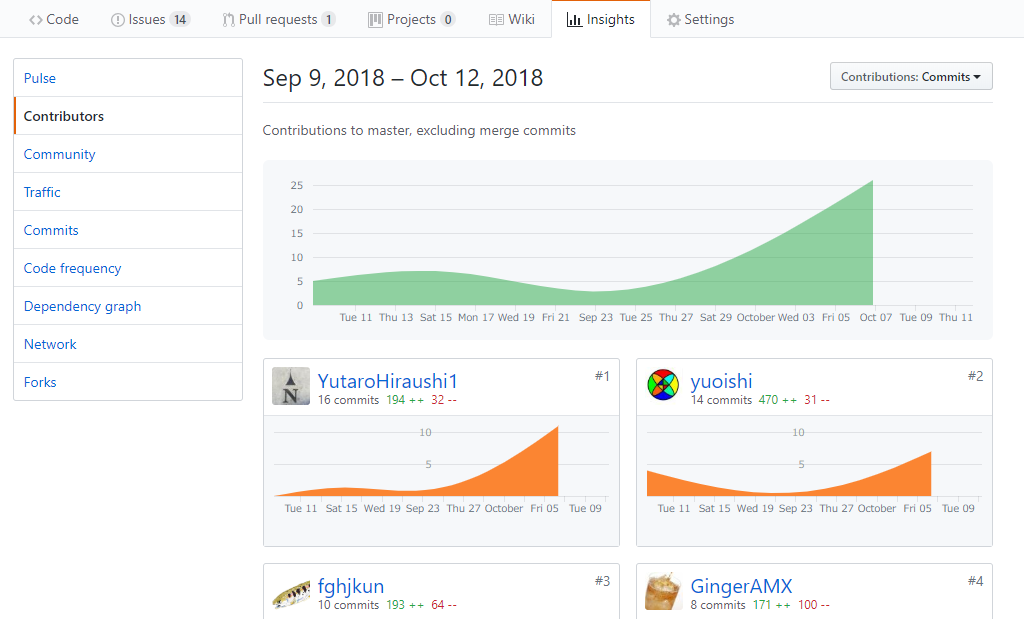 Code Issues 14 Pull requests 1 Projects 0 Wiki Insights Settings
Pulse
Contributors
Community
Traffic
Commits
Code frequency
Dependency graph
Network
Forks
Sep 9, 2018 – Oct 12, 2018
Contributions: Commits
Contributions to master, excluding merge commits
25
20
15
10
5
0
Tue 11 Thu 13 Sat 15 Mon 17 Wed 19 Fri 21 Sep 23 Tue 25 Thu 27 Sat 29 October Wed 03 Fri 05 Oct 07 Tue 09 Thu 11
N
YutaroHiraushi1 #1
16 commits 194 ++ 32 --
10
5
Tue 11 Sat 15 Wed 19 Sep 23 Thu 27 October Fri 05 Tue 09
yuoishi #2
14 commits 470 ++ 31 --
10
5
Tue 11 Sat 15 Wed 19 Sep 23 Thu 27 October Fri 05 Tue 09
fghjkun #3
10 commits 193 ++ 64 --
GingerAMX #4
8 commits 171 ++ 100 --